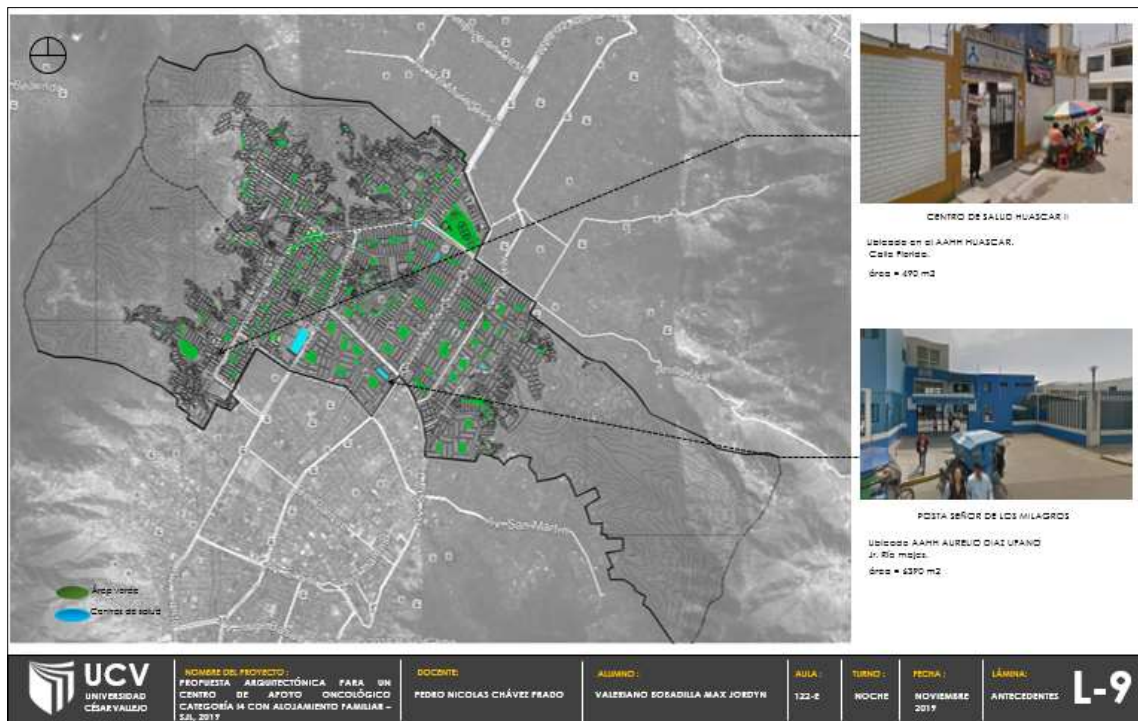 CENTRO DE SALUD HUASCAR II
Ubicado en el AAHH HUASCAR.
Calle Florida.
área = 490 m2
POSTA SEÑOR DE LOS MILAGROS
Ubicado AAHH AURELIO DIAZ UFANO
Jr. Río majes.
área = 6390 m2
Av. San Martín
Área verde
Centros de salud
UCV
UNIVERSIDAD
CÉSAR VALLEJO
NOMBRE DEL PROYECTO :
PROPUESTA ARQUITECTÓNICA PARA UN
CENTRO DE APOYO ONCOLÓGICO
CATEGORÍA I4 CON ALOJAMIENTO FAMILIAR –
SJL, 2019
DOCENTE:
PEDRO NICOLAS CHÁVEZ PRADO
ALUMNO :
VALERIANO BOBADILLA MAX JORDYN
AULA :
122-E
TURNO :
NOCHE
FECHA :
NOVIEMBRE
2019
LÁMINA:
ANTECEDENTES
L-9